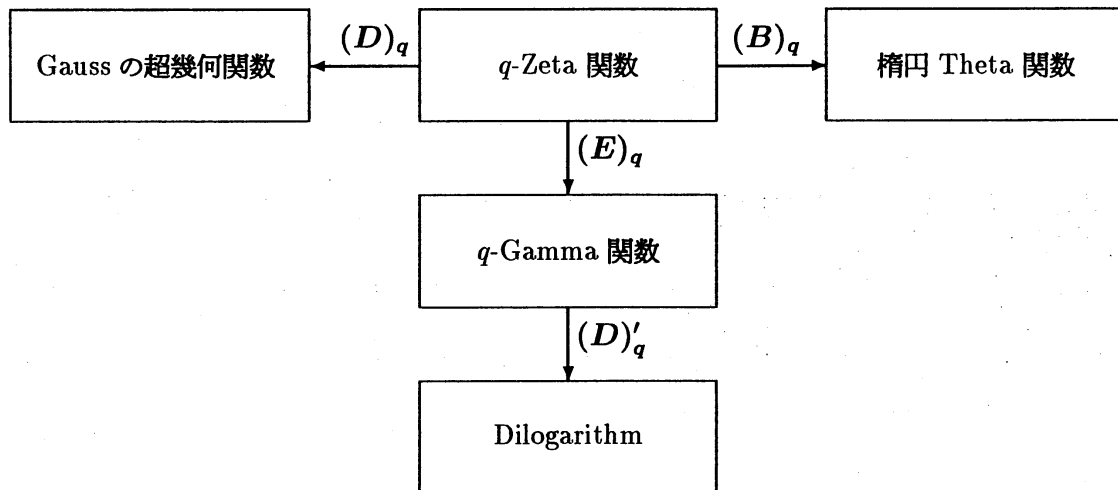 (D)_q
(B)_q
Gauss の超幾何関数
q-Zeta 関数
楕円 Theta 関数
(E)_q
q-Gamma 関数
(D)'_q
Dilogarithm